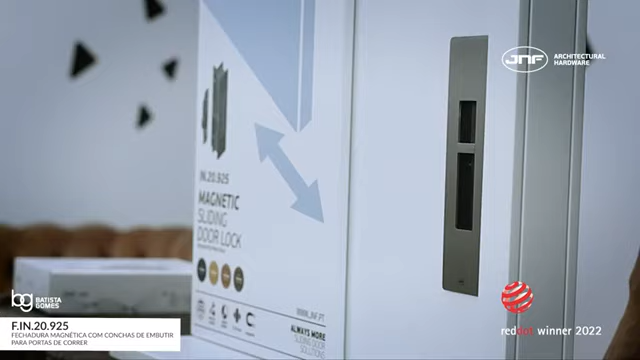 JNF ARCHITECTURAL
HARDWARE
IN.20.925
MAGNETIC
SLIDING
DOOR LOCK
WWW.JNF.PT
ALWAYS MORE
SLIDING DOOR
SOLUTIONS
bg BATISTA
GOMES
F.IN.20.925
FECHADURA MAGNÉTICA COM CONCHAS DE EMBUTIR
PARA PORTAS DE CORRER
reddot winner 2022